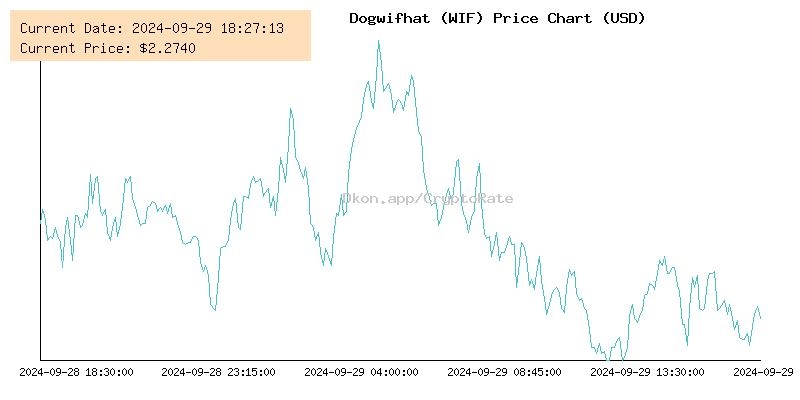 Dogwifhat (WIF) Price Chart (USD)
Current Date: 2024-09-29 18:27:13
Current Price: $2.2740
Dkon.app/CryptoRate
2024-09-28 18:30:00 2024-09-28 23:15:00 2024-09-29 04:00:00 2024-09-29 08:45:00 2024-09-29 13:30:00 2024-09-29